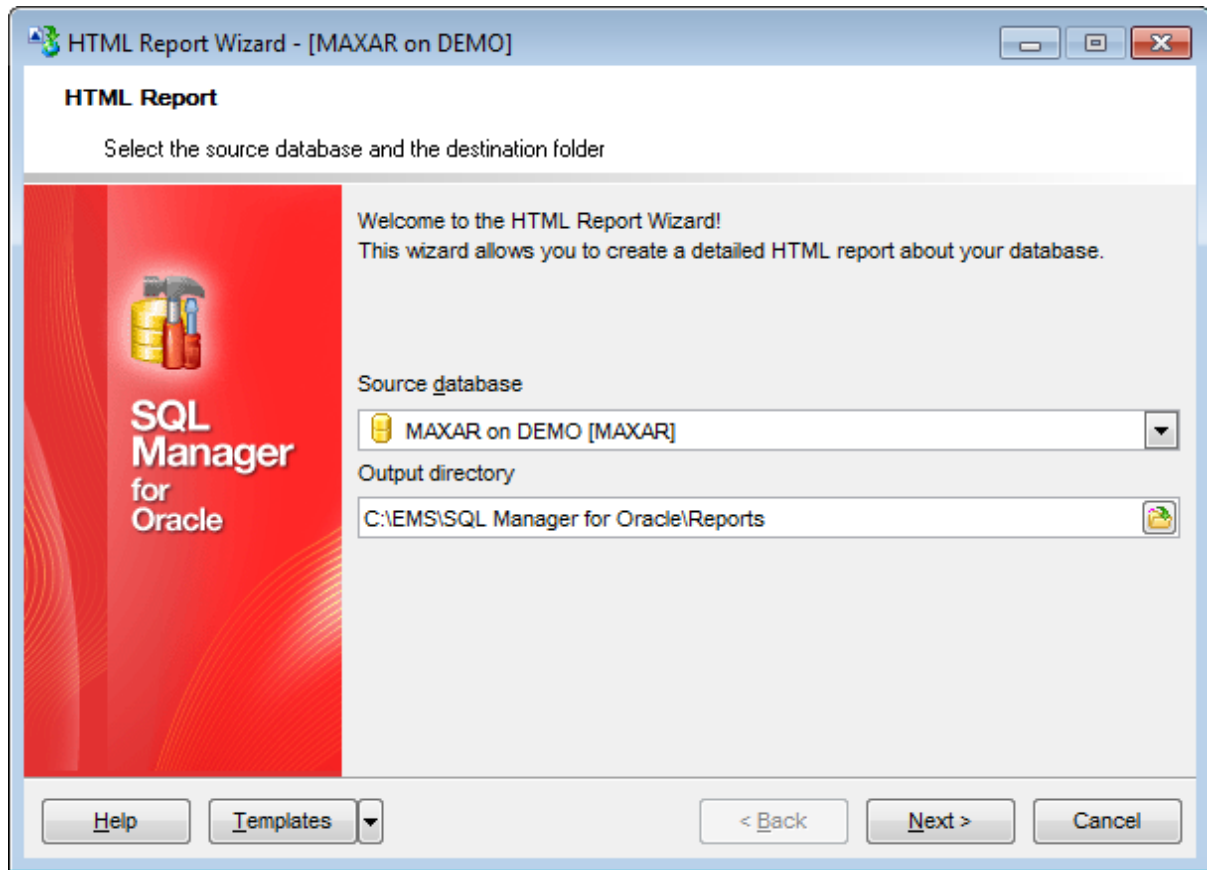 HTML Report Wizard - [MAXAR on DEMO]
HTML Report
Select the source database and the destination folder
Welcome to the HTML Report Wizard!
This wizard allows you to create a detailed HTML report about your database.
SQL
Manager
for
Oracle
Source database
MAXAR on DEMO [MAXAR]
Output directory
C:\EMS\SQL Manager for Oracle\Reports
Help
Templates
< Back
Next >
Cancel